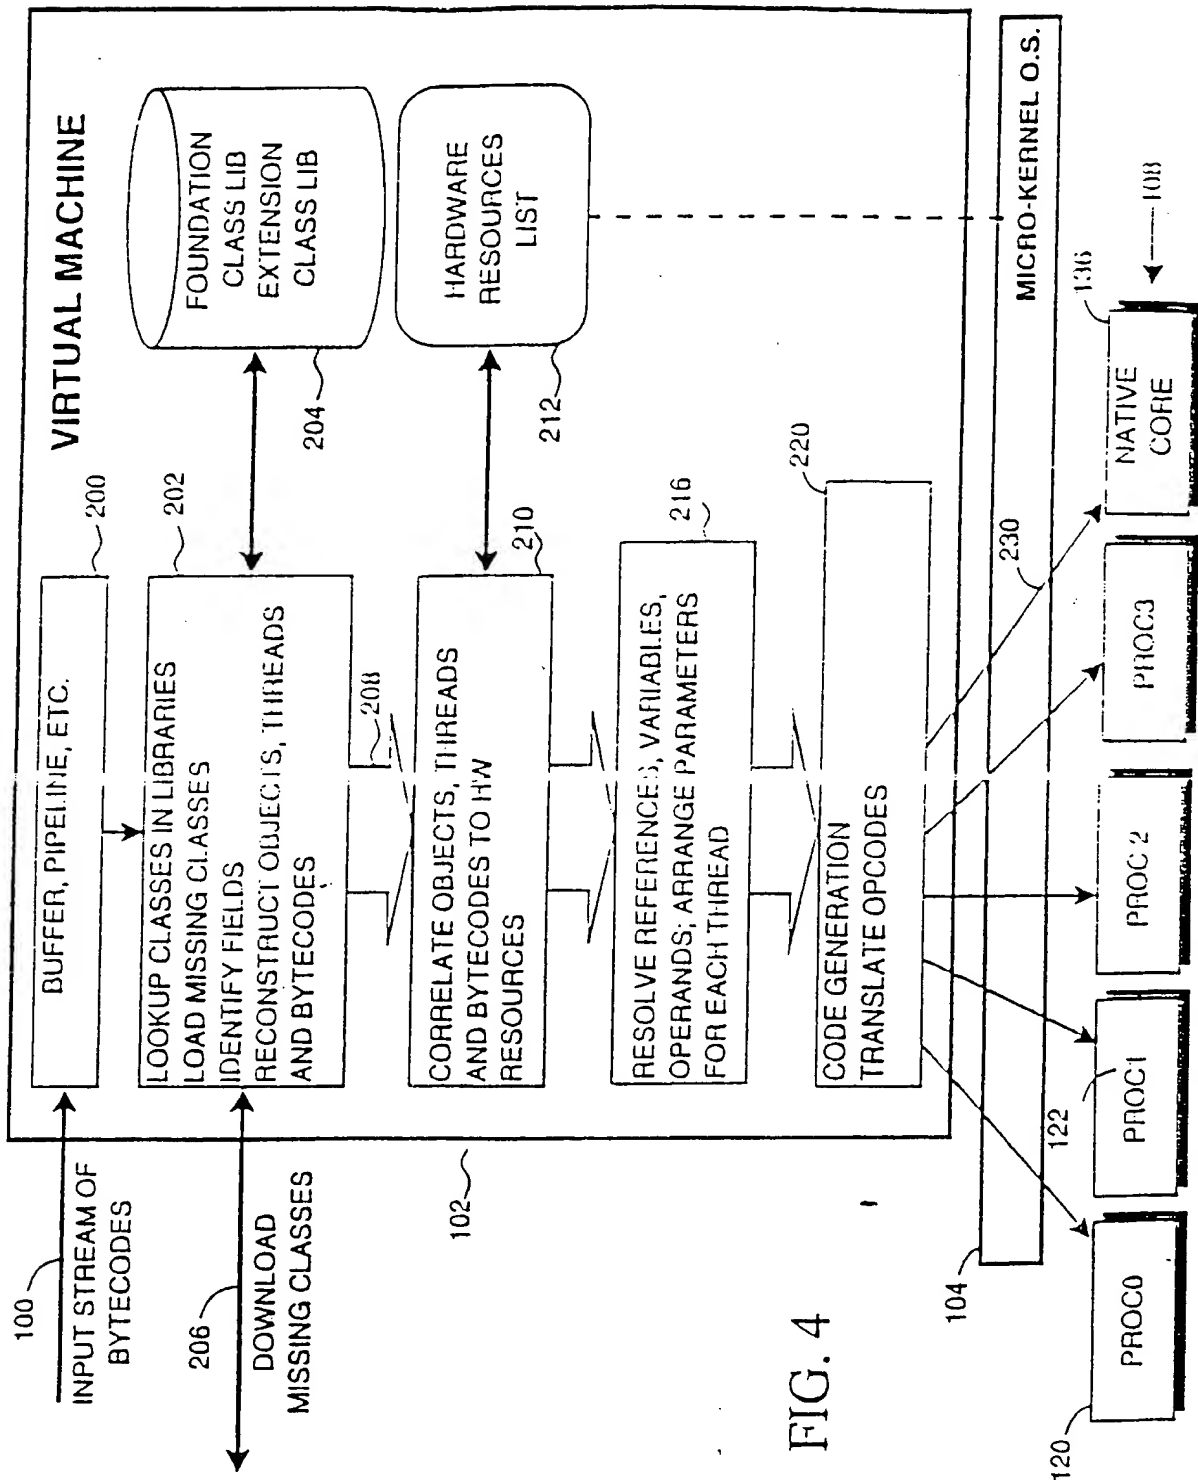 VIRTUAL MACHINE
100
INPUT STREAM OF
BYTECODES
BUFFER, PIPELINE, ETC.
200
206
DOWNLOAD
MISSING CLASSES
LOOKUP CLASSES IN LIBRARIES
LOAD MISSING CLASSES
IDENTIFY FIELDS
RECONSTRUCT OBJECTS, THREADS
AND BYTECODES
202
FOUNDATION
CLASS LIB
EXTENSION
CLASS LIB
204
208
CORRELATE OBJECTS, THREADS
AND BYTECODES TO HW
RESOURCES
210
HARDWARE
RESOURCES
LIST
212
102
RESOLVE REFERENCES, VARIABLES,
OPERANDS; ARRANGE PARAMETERS
FOR EACH THREAD
216
CODE GENERATION
TRANSLATE OPCODES
220
FIG. 4
104
MICRO-KERNEL O.S.
230
120
PROC0
122
PROC1
PROC 2
PROC3
NATIVE
CORE
136
108